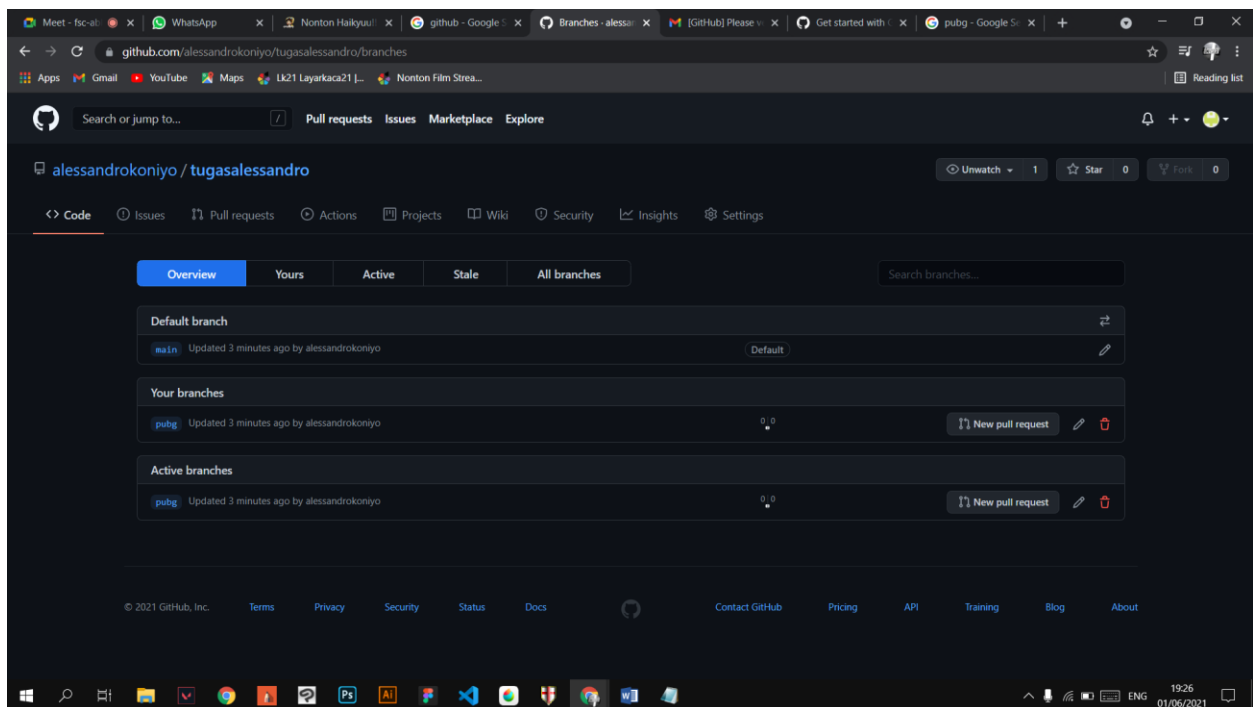 Meet - fsc-ab
WhatsApp
Nonton Haikyuu!
github - Google S
Branches - alessan
[GitHub] Please v
Get started with
pubg - Google Se
github.com/alessandrokoniyo/tugasalessandro/branches
Apps Gmail YouTube Maps Lk21 Layarkaca21 |... Nonton Film Strea... Reading list
Search or jump to... / Pull requests Issues Marketplace Explore
alessandrokoniyo / tugasalessandro Unwatch 1 Star 0 Fork 0
Code Issues Pull requests Actions Projects Wiki Security Insights Settings
Overview Yours Active Stale All branches Search branches...
Default branch
main Updated 3 minutes ago by alessandrokoniyo Default
Your branches
pubg Updated 3 minutes ago by alessandrokoniyo 0|0 New pull request
Active branches
pubg Updated 3 minutes ago by alessandrokoniyo 0|0 New pull request
© 2021 GitHub, Inc. Terms Privacy Security Status Docs Contact GitHub Pricing API Training Blog About
Ps Ai ENG 19:26
01/06/2021